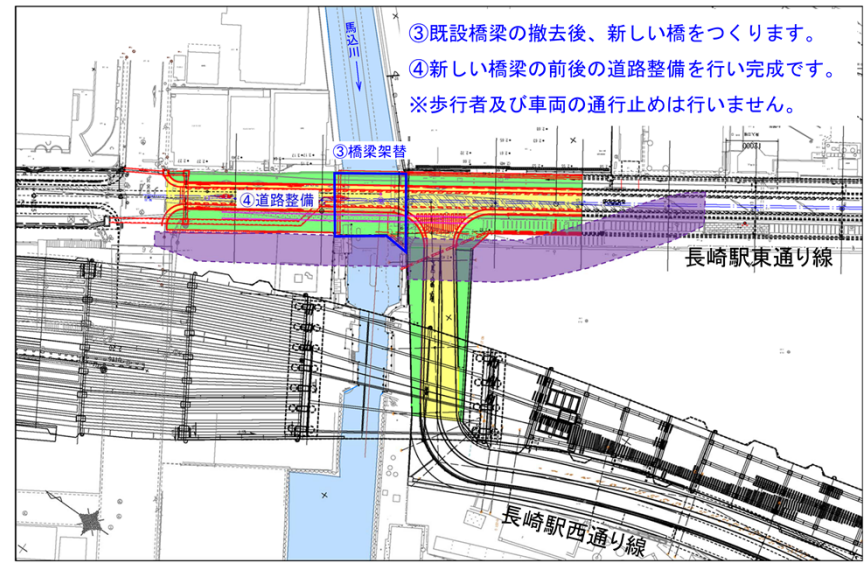 ③既設橋梁の撤去後、新しい橋をつくります。
④新しい橋梁の前後の道路整備を行い完成です。
※歩行者及び車両の通行止めは行いません。
馬込川
③橋梁架替
④道路整備
長崎駅東通り線
長崎駅西通り線